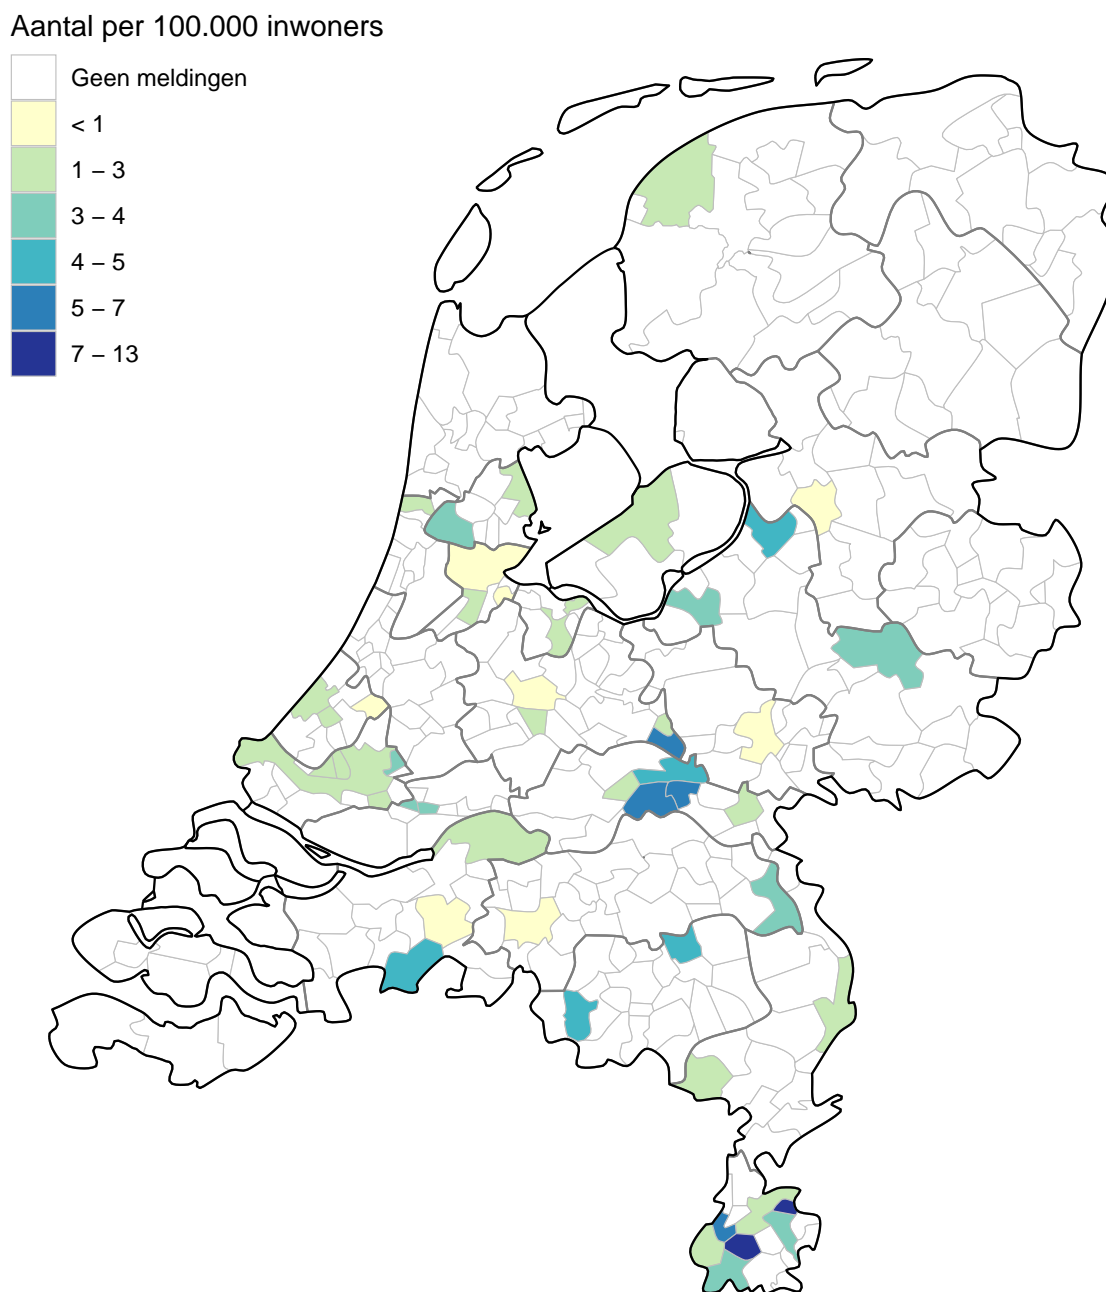 Aantal per 100.000 inwoners
Geen meldingen
< 1
1 – 3
3 – 4
4 – 5
5 – 7
7 – 13